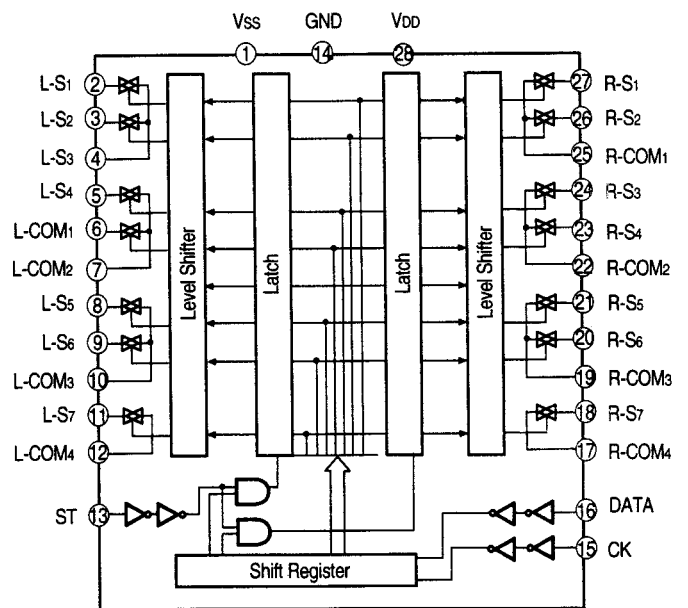 Vss GND VDD
1 14 28
L-S1 2
L-S2 3
L-S3 4
L-S4 5
L-COM1 6
L-COM2 7
L-S5 8
L-S6 9
L-COM3 10
L-S7 11
L-COM4 12
ST 13
Level Shifter
Latch
Latch
Level Shifter
27 R-S1
26 R-S2
25 R-COM1
24 R-S3
23 R-S4
22 R-COM2
21 R-S5
20 R-S6
19 R-COM3
18 R-S7
17 R-COM4
16 DATA
15 CK
Shift Register